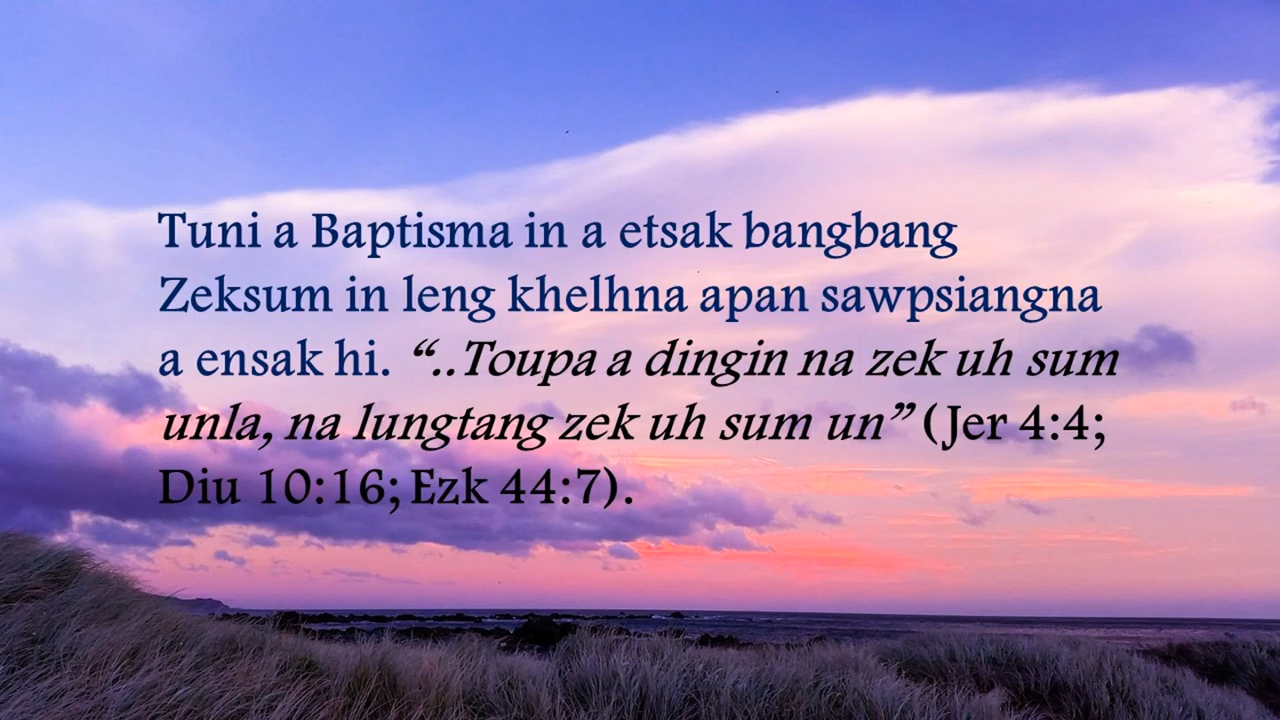 Tuni a Baptisma in a etsak bangbang
Zeksum in leng khelhna apan sawpsiangna
a ensak hi. “..Toupa a dingin na zek uh sum
unla, na lungtang zek uh sum un” (Jer 4:4;
Diu 10:16; Ezk 44:7).